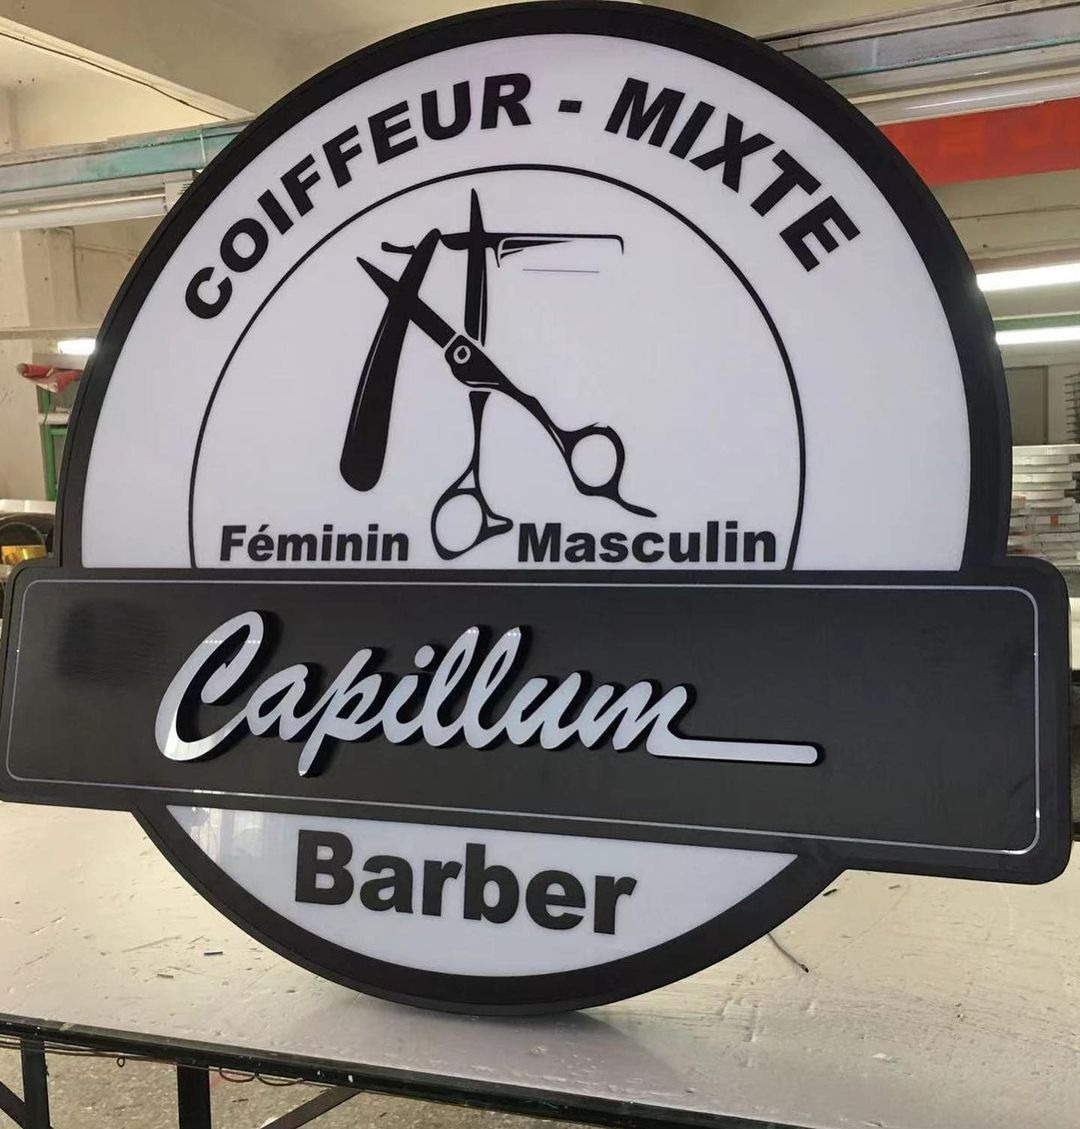 COIFFEUR - MIXTE
Féminin Masculin
Capillum
Barber